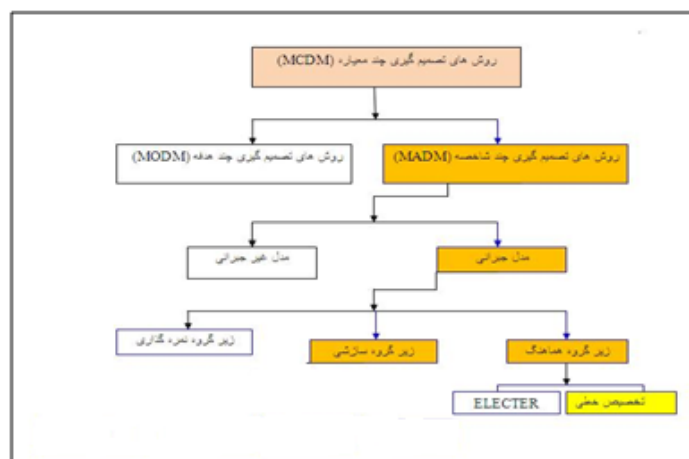 روش های تصمیم گیری چند معیاره (MCDM)
روش های تصمیم گیری چند شاخصه (MADM)
روش های تصمیم گیری چند هدفه (MODM)
مدل جبرانی
مدل غیر جبرانی
زیر گروه هماهنگ
زیر گروه سازشی
زیر گروه نمره گذاری
تخصیص خطی
ELECTER